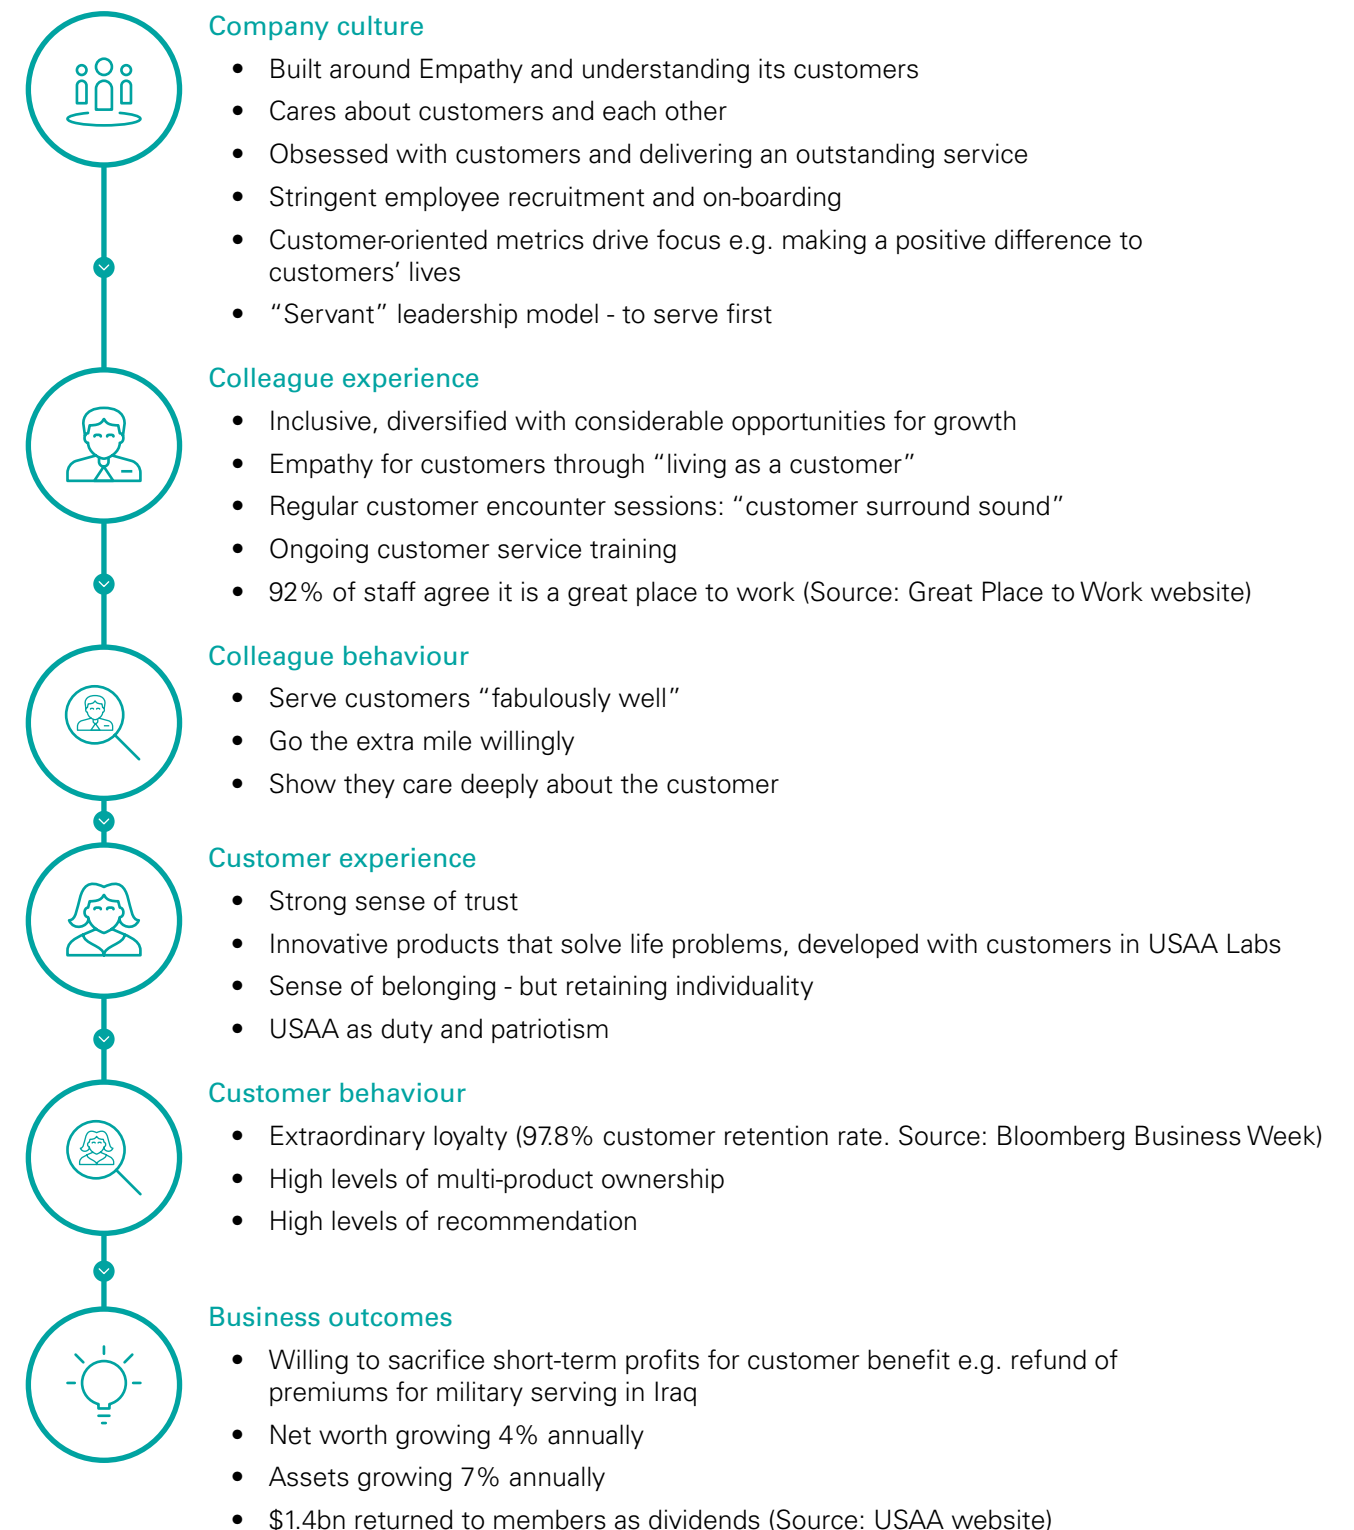 Company culture
• Built around Empathy and understanding its customers
• Cares about customers and each other
• Obsessed with customers and delivering an outstanding service
• Stringent employee recruitment and on-boarding
• Customer-oriented metrics drive focus e.g. making a positive difference to
customers’ lives
• “Servant” leadership model - to serve first
Colleague experience
• Inclusive, diversified with considerable opportunities for growth
• Empathy for customers through “living as a customer”
• Regular customer encounter sessions: “customer surround sound”
• Ongoing customer service training
• 92% of staff agree it is a great place to work (Source: Great Place to Work website)
Colleague behaviour
• Serve customers “fabulously well”
• Go the extra mile willingly
• Show they care deeply about the customer
Customer experience
• Strong sense of trust
• Innovative products that solve life problems, developed with customers in USAA Labs
• Sense of belonging - but retaining individuality
• USAA as duty and patriotism
Customer behaviour
• Extraordinary loyalty (97.8% customer retention rate. Source: Bloomberg Business Week)
• High levels of multi-product ownership
• High levels of recommendation
Business outcomes
• Willing to sacrifice short-term profits for customer benefit e.g. refund of
premiums for military serving in Iraq
• Net worth growing 4% annually
• Assets growing 7% annually
• $1.4bn returned to members as dividends (Source: USAA website)